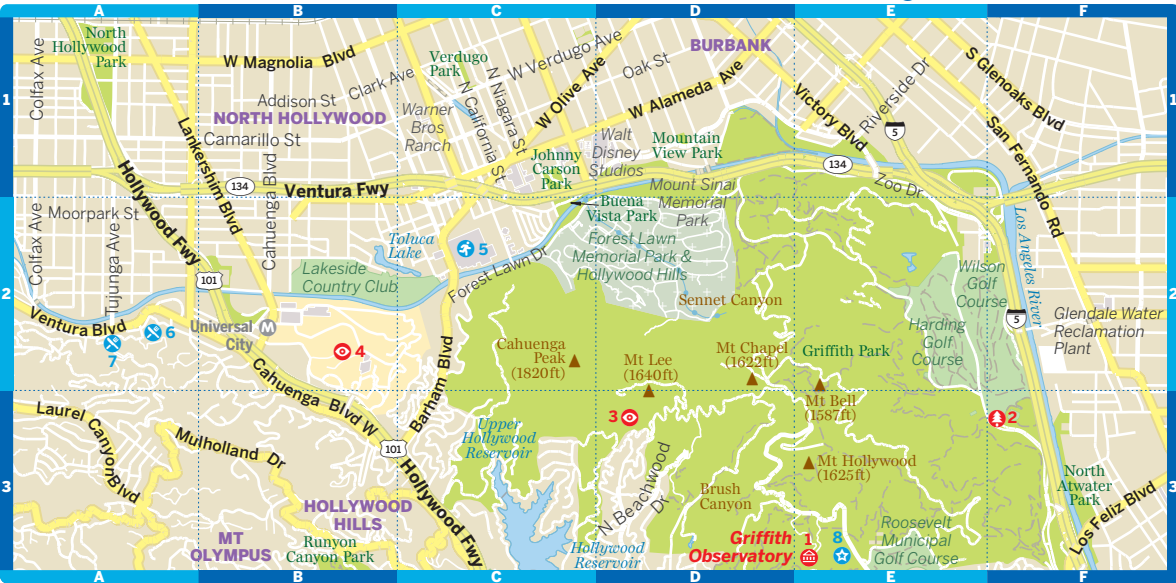 A
B
C
D
E
F
North
Hollywood
Park
Colfax Ave
W Magnolia Blvd
Clark Ave
Addison St
NORTH HOLLYWOOD
Camarillo St
Lankershim Blvd
Verdugo
Park
Warner
Bros
Ranch
N California St
N Niagara St
W Verdugo Ave
W Olive Ave
Oak St
BURBANK
W Alameda Ave
Victory Blvd
Riverside Dr
S Glenoaks Blvd
San Fernando Rd
1
1
5
134
134
Walt
Disney
Studios
Mountain
View Park
Johnny
Carson
Park
Hollywood Fwy
Cahuenga Blvd
Ventura Fwy
Zoo Dr
Mount Sinai
Memorial
Park
Buena
Vista Park
Colfax Ave
Moorpark St
Tujunga Ave
Toluca
Lake
5
Forest Lawn Dr
Forest Lawn
Memorial Park &
Hollywood Hills
Los Angeles River
Lakeside
Country Club
101
Wilson
Golf
Course
Sennet Canyon
2
2
Ventura Blvd
6
7
Universal
City
M
4
5
Glendale Water
Reclamation
Plant
Harding
Golf
Course
Cahuenga
Peak
(1820ft)
Mt Lee
(1640ft)
Mt Chapel
(1622ft)
Griffith Park
Mt Bell
(1587ft)
Cahuenga Blvd W
Barham Blvd
Laurel Canyon Blvd
Mulholland Dr
101
Upper
Hollywood
Reservoir
3
2
Mt Hollywood
(1625ft)
N Beachwood
Dr
Brush
Canyon
North
Atwater
Park
Los Feliz Blvd
3
3
HOLLYWOOD
HILLS
Hollywood Fwy
MT
OLYMPUS
Runyon
Canyon Park
Hollywood
Reservoir
Griffith
Observatory
1
8
Roosevelt
Municipal
Golf Course
A
B
C
D
E
F